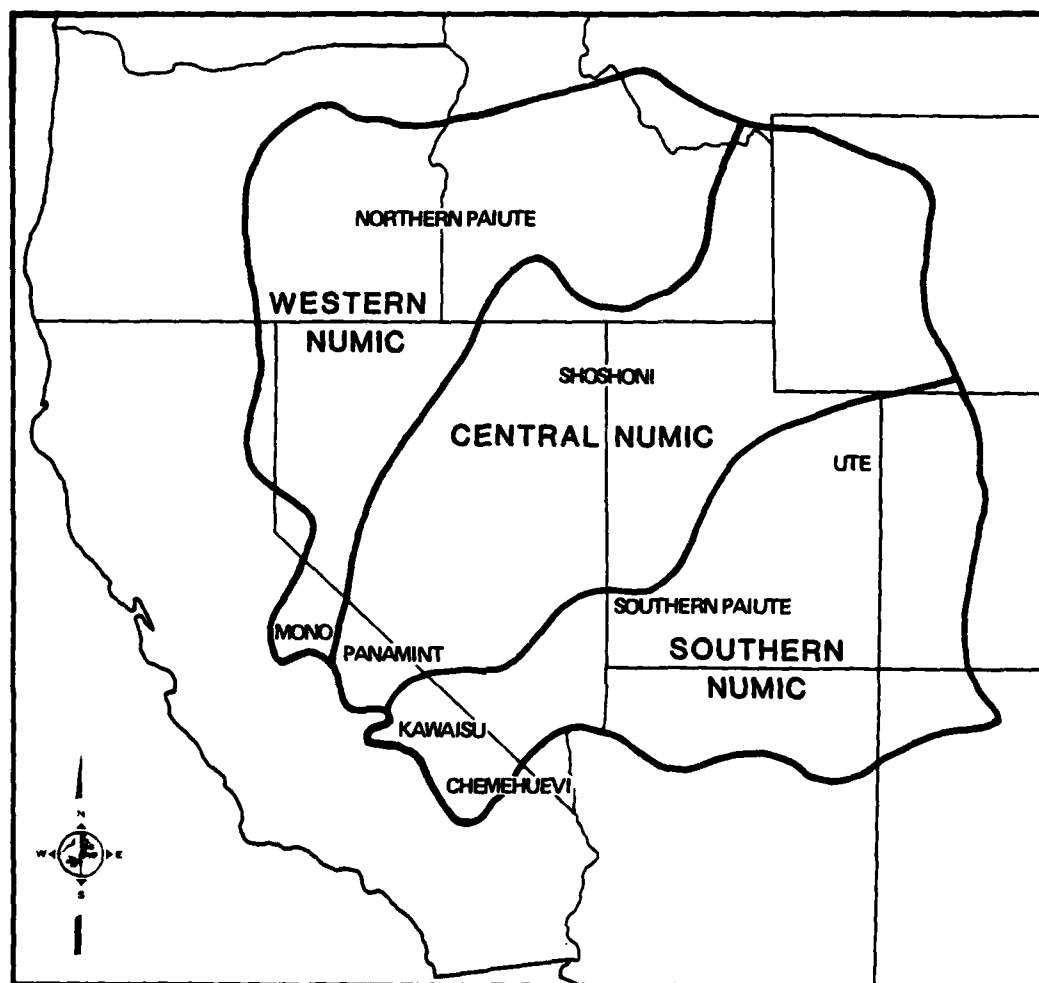 NORTHERN PAIUTE
WESTERN
NUMIC
SHOSHONI
CENTRAL NUMIC
UTE
SOUTHERN PAIUTE
MONO
PANAMINT
SOUTHERN
NUMIC
KAWAISU
CHEMEHUEVI
N
W E
S